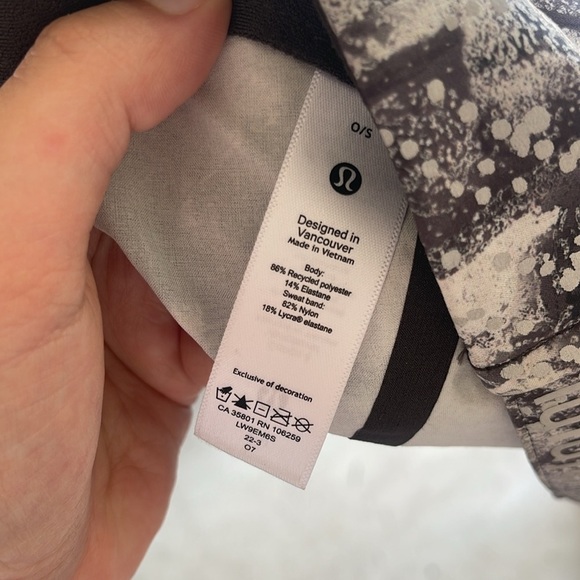 O/S
Designed in
Vancouver
Made in Vietnam
Body:
86% Recycled polyester
14% Elastane
Sweat band:
82% Nylon
18% Lycra® elastane
Exclusive of decoration
CA 35801 RN 106259
LW9EM6S
22-3
07